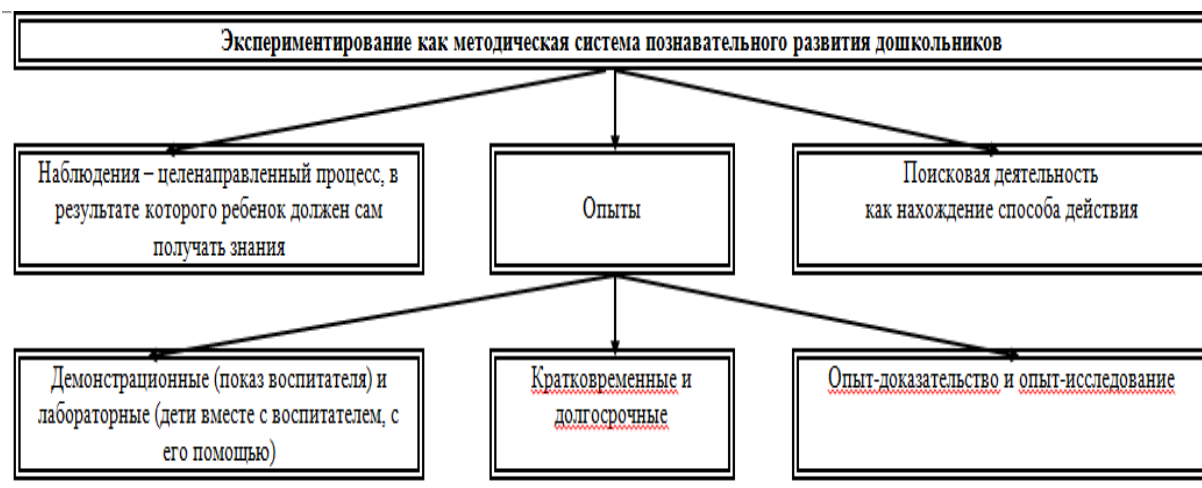 Экспериментирование как методическая система познавательного развития дошкольников
Наблюдения – целенаправленный процесс, в
результате которого ребенок должен сам
получать знания
Опыты
Поисковая деятельность
как нахождение способа действия
Демонстрационные (показ воспитателя) и
лабораторные (дети вместе с воспитателем, с
его помощью)
Кратковременные и
долгосрочные
Опыт-доказательство и опыт-исследование